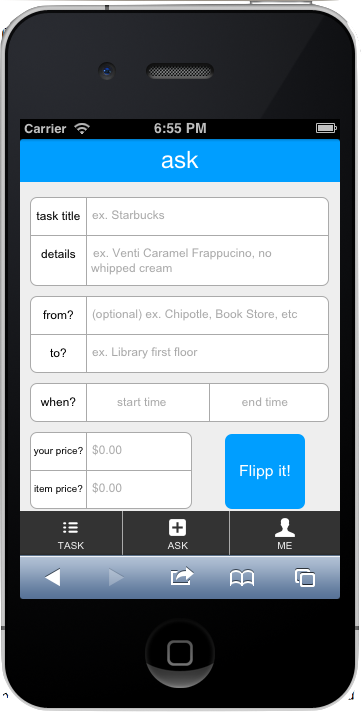 Carrier 6:55 PM
ask
task title ex. Starbucks
details ex. Venti Caramel Frappucino, no
whipped cream
from? (optional) ex. Chipotle, Book Store, etc
to? ex. Library first floor
when? start time end time
your price? $0.00
Flipp it!
item price? $0.00
TASK ASK ME